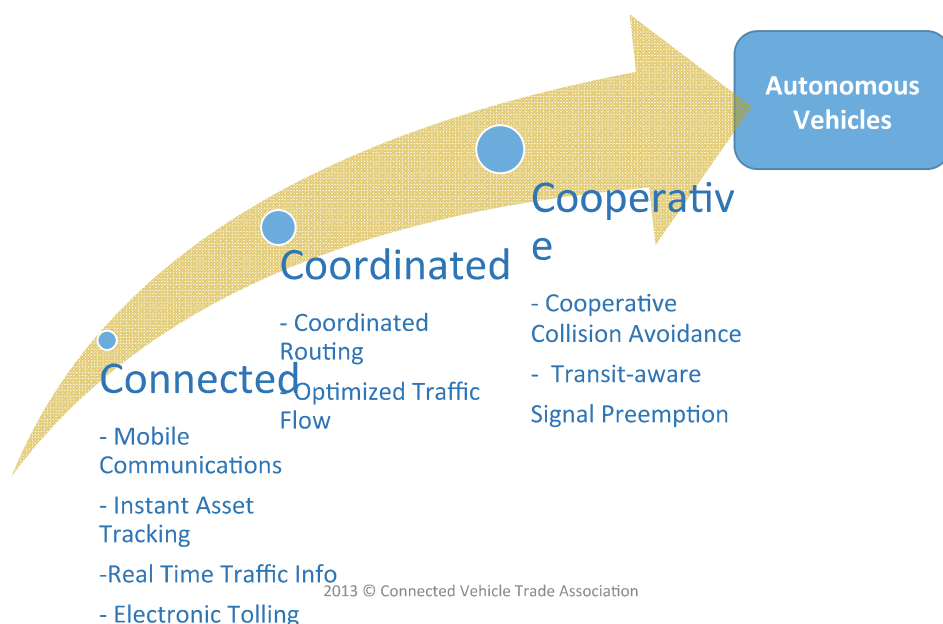 Autonomous
Vehicles
Cooperativ
e
- Cooperative
Collision Avoidance
- Transit-aware
Signal Preemption
Coordinated
- Coordinated
Routing
- Optimized Traffic
Flow
Connected
- Mobile
Communications
- Instant Asset
Tracking
-Real Time Traffic Info
- Electronic Tolling
2013 © Connected Vehicle Trade Association